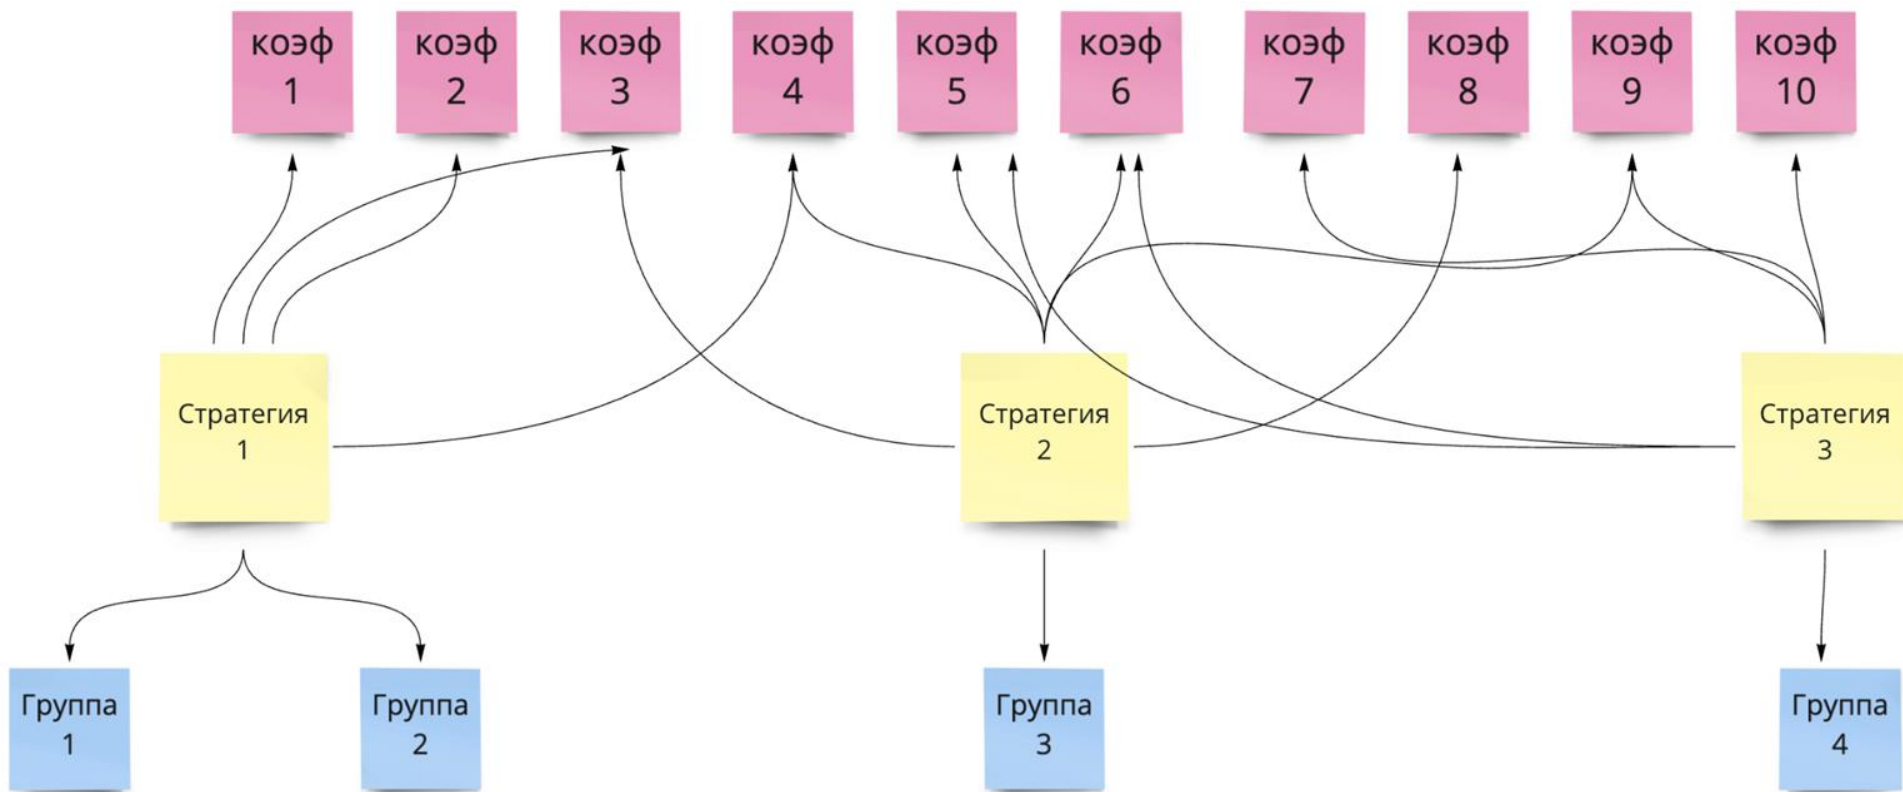 коэф
1
коэф
2
коэф
3
коэф
4
коэф
5
коэф
6
коэф
7
коэф
8
коэф
9
коэф
10
Стратегия
1
Стратегия
2
Стратегия
3
Группа
1
Группа
2
Группа
3
Группа
4